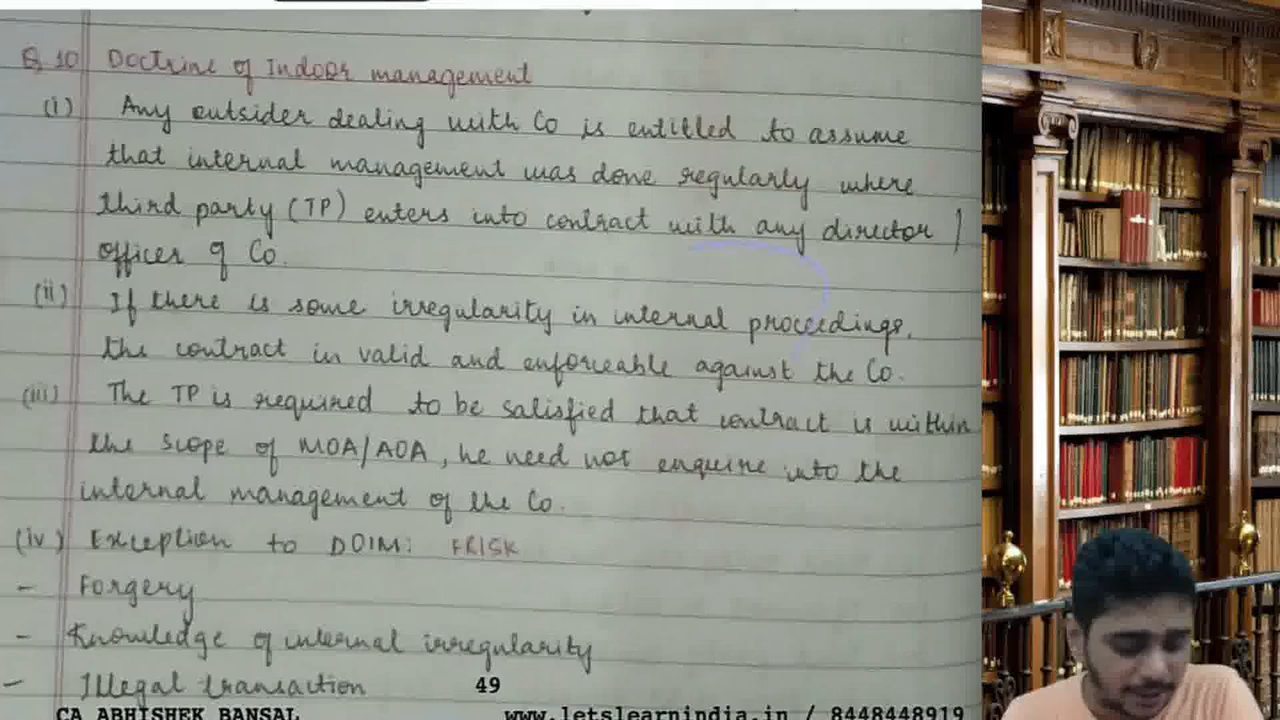 Q.10 Doctrine of Indoor management
(i) Any outsider dealing with Co is entitled to assume
that internal management was done regularly where
third party (TP) enters into contract with any director /
officer of Co.
(ii) If there is some irregularity in internal proceedings,
the contract is valid and enforceable against the Co.
(iii) The TP is required to be satisfied that contract is within
the scope of MOA/AOA, he need not enquire into the
internal management of the Co.
(iv) Exception to DOIM: FRISK
- Forgery
- Knowledge of internal irregularity
- Illegal transaction
49
CA ABHISHEK BANSAL
www.letslearnindia.in / 8448448919